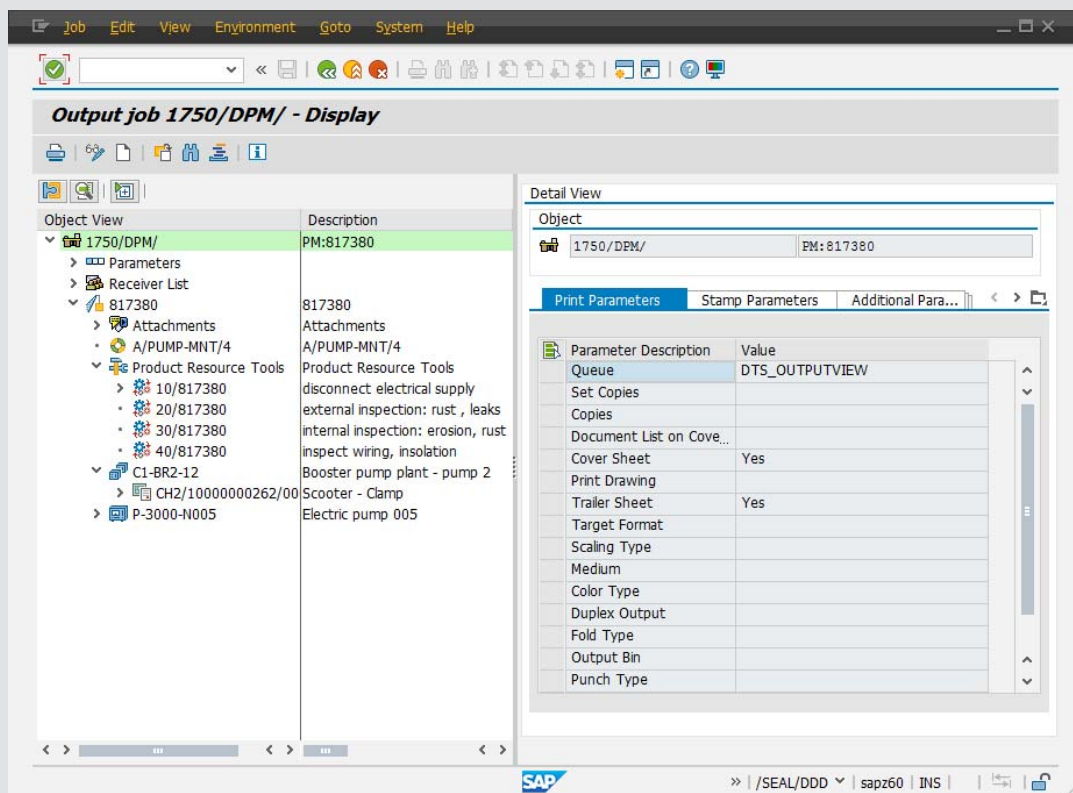 Job Edit View Environment Goto System Help
Output job 1750/DPM/ - Display
Object View Description
1750/DPM/ PM:817380
Parameters
Receiver List
817380 817380
Attachments Attachments
A/PUMP-MNT/4 A/PUMP-MNT/4
Product Resource Tools Product Resource Tools
10/817380 disconnect electrical supply
20/817380 external inspection: rust , leaks
30/817380 internal inspection: erosion, rust
40/817380 inspect wiring, insolation
C1-BR2-12 Booster pump plant - pump 2
CH2/10000000262/00 Scooter - Clamp
P-3000-N005 Electric pump 005
Detail View
Object
1750/DPM/ PM:817380
Print Parameters Stamp Parameters Additional Para...
Parameter Description Value
Queue DTS_OUTPUTVIEW
Set Copies
Copies
Document List on Cove...
Cover Sheet Yes
Print Drawing
Trailer Sheet Yes
Target Format
Scaling Type
Medium
Color Type
Duplex Output
Fold Type
Output Bin
Punch Type
SAP » /SEAL/DDD sapz60 INS